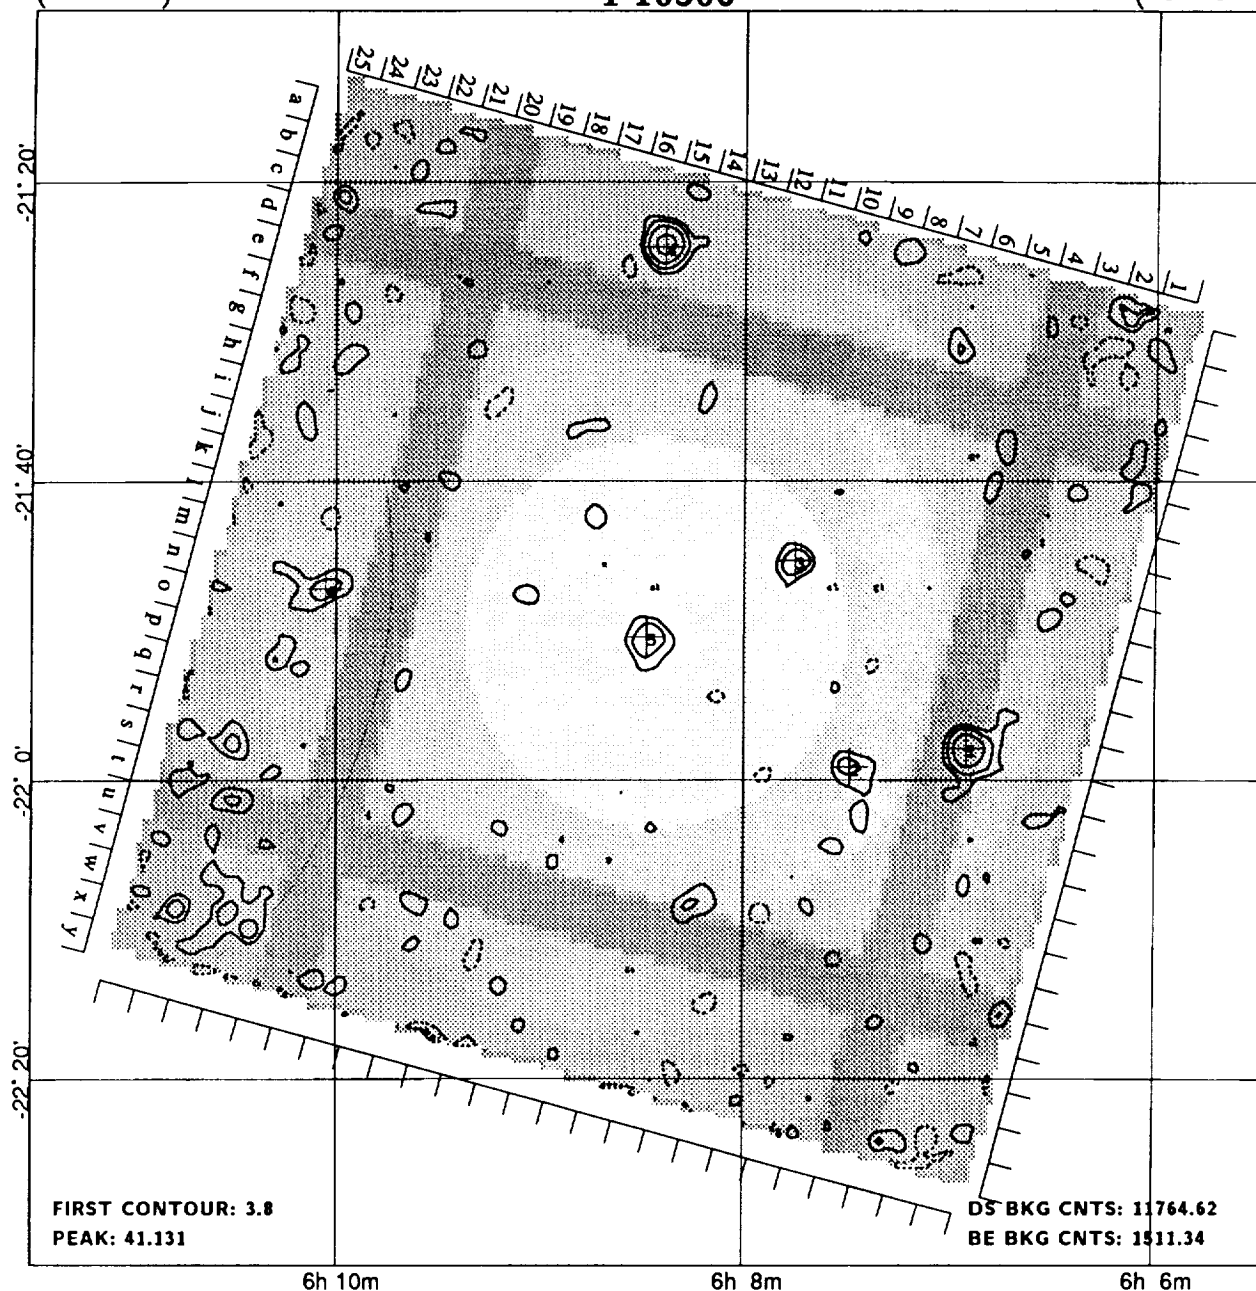 25 24 23 22 21 20 19 18 17 16 15 14 13 12 11 10 9 8 7 6 5 4 3 2 1
a b c d e f g h i j k l m n o p q r s t u v w x y
-21° 20'
-21° 40'
-22° 0'
-22° 20'
FIRST CONTOUR: 3.8
PEAK: 41.131
DS BKG CNTS: 11764.62
BE BKG CNTS: 1511.34
6h 10m 6h 8m 6h 6m